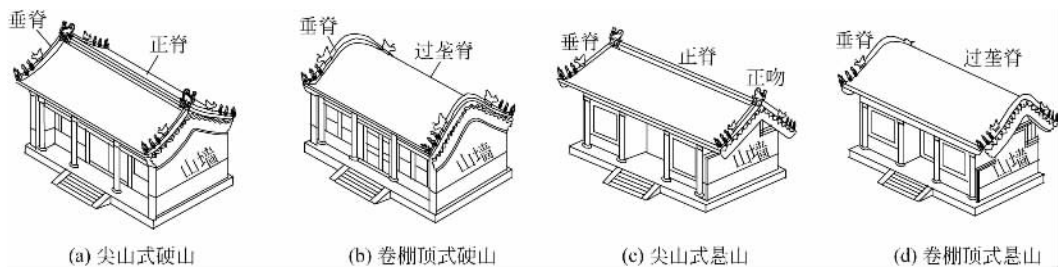 垂脊
正脊
山墙
(a) 尖山式硬山
垂脊
过垄脊
山墙
(b) 卷棚顶式硬山
垂脊
正脊
正吻
山墙
(c) 尖山式悬山
垂脊
过垄脊
山墙
(d) 卷棚顶式悬山